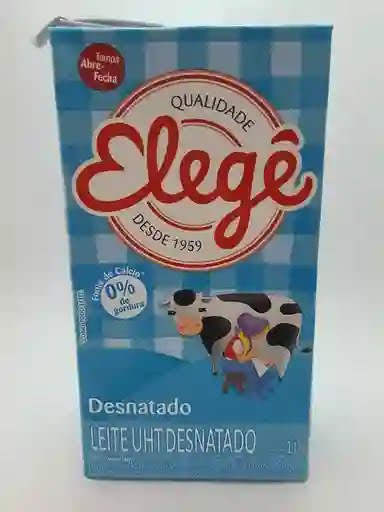 Tampa
Abre-
Fecha
QUALIDADE
Elegê
DESDE 1959
Fonte de Cálcio
0%
de
gordura
Desnatado
LEITE UHT DESNATADO
1L